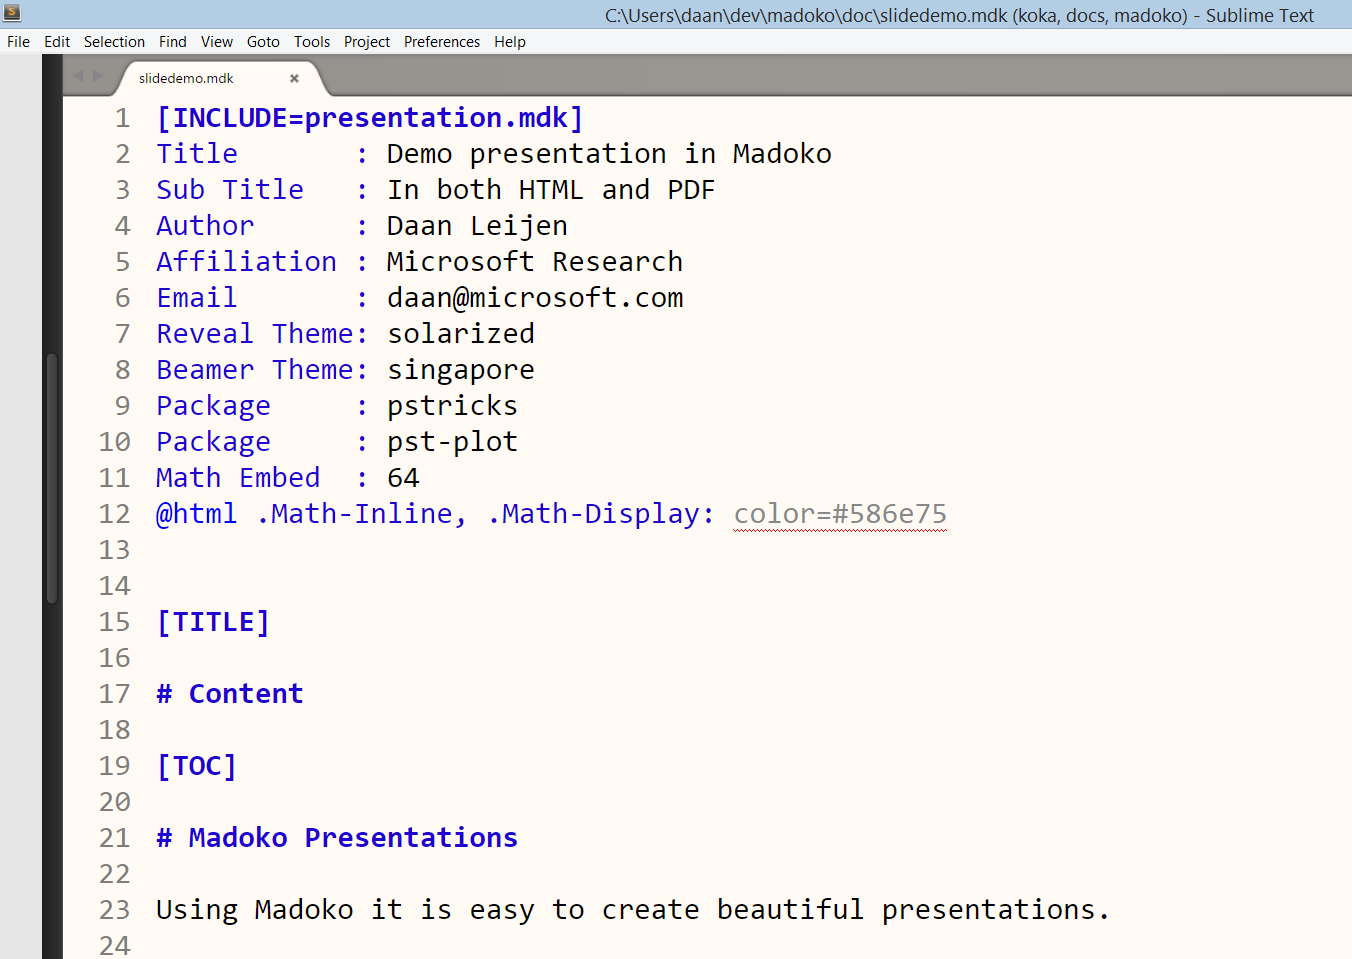 C:\Users\daan\dev\madoko\doc\slidedemo.mdk (koka, docs, madoko) - Sublime Text
File Edit Selection Find View Goto Tools Project Preferences Help
slidedemo.mdk
1 [INCLUDE=presentation.mdk]
2 Title       : Demo presentation in Madoko
3 Sub Title   : In both HTML and PDF
4 Author      : Daan Leijen
5 Affiliation : Microsoft Research
6 Email       : daan@microsoft.com
7 Reveal Theme: solarized
8 Beamer Theme: singapore
9 Package     : pstricks
10 Package     : pst-plot
11 Math Embed  : 64
12 @html .Math-Inline, .Math-Display: color=#586e75
13
14
15 [TITLE]
16
17 # Content
18
19 [TOC]
20
21 # Madoko Presentations
22
23 Using Madoko it is easy to create beautiful presentations.
24